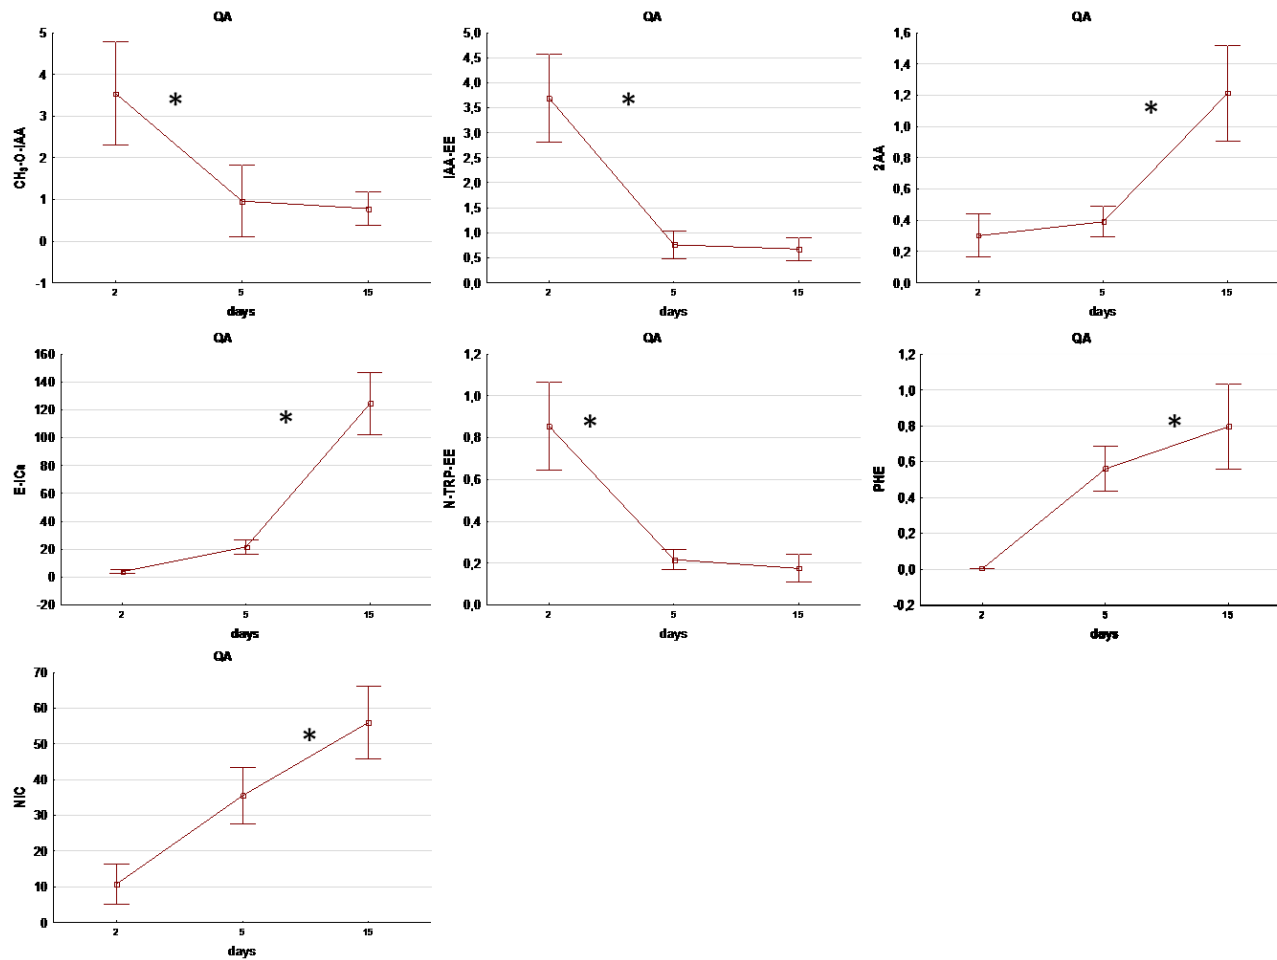 QA
5
4
3
2
1
0
-1
CH₃-O-IAA
*
2 5 15
days
QA
5,0
4,5
4,0
3,5
3,0
2,5
2,0
1,5
1,0
0,5
0,0
IAA-EE
*
2 5 15
days
QA
1,6
1,4
1,2
1,0
0,8
0,6
0,4
0,2
0,0
2AA
*
2 5 15
days
QA
160
140
120
100
80
60
40
20
0
-20
E-ICa
*
2 5 15
days
QA
1,2
1,0
0,8
0,6
0,4
0,2
0,0
N-TRP-EE
*
2 5 15
days
QA
1,2
1,0
0,8
0,6
0,4
0,2
0,0
-0,2
PHE
*
2 5 15
days
QA
70
60
50
40
30
20
10
0
NIC
*
2 5 15
days